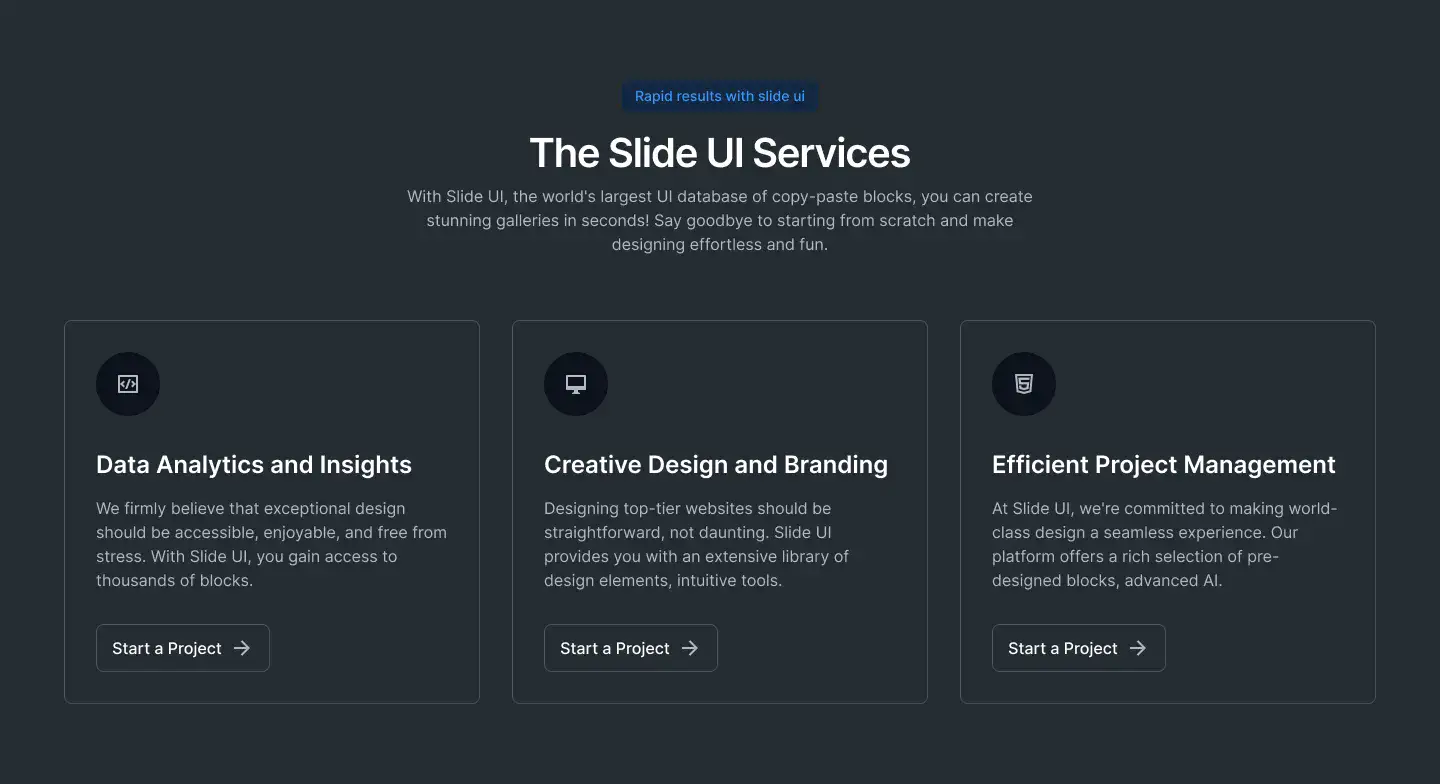 Rapid results with slide ui
The Slide UI Services
With Slide UI, the world's largest UI database of copy-paste blocks, you can create
stunning galleries in seconds! Say goodbye to starting from scratch and make
designing effortless and fun.
Data Analytics and Insights
We firmly believe that exceptional design
should be accessible, enjoyable, and free from
stress. With Slide UI, you gain access to
thousands of blocks.
Start a Project
Creative Design and Branding
Designing top-tier websites should be
straightforward, not daunting. Slide UI
provides you with an extensive library of
design elements, intuitive tools.
Start a Project
Efficient Project Management
At Slide UI, we're committed to making world-
class design a seamless experience. Our
platform offers a rich selection of pre-
designed blocks, advanced AI.
Start a Project